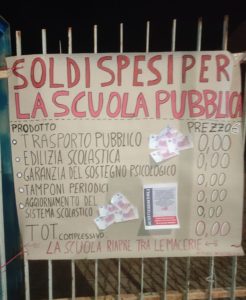 €OLDI SPESI PER
LA SCUOLA PUBBLIC
PRODOTTO PREZZO€
TRASPORTO PUBBLICO 0,00
EDILIZIA SCOLASTICA 0,00
GARANZIA DEL SOSTEGNO PSICOLOGICO 0,00
TAMPONI PERIODICI 0,00
AGGIORNAMENTO DEL
SISTEMA SCOLASTICO 0,00
TOT. COMPLESSIVO 0,00
LA SCUOLA RIAPRE TRA LE MACERIE